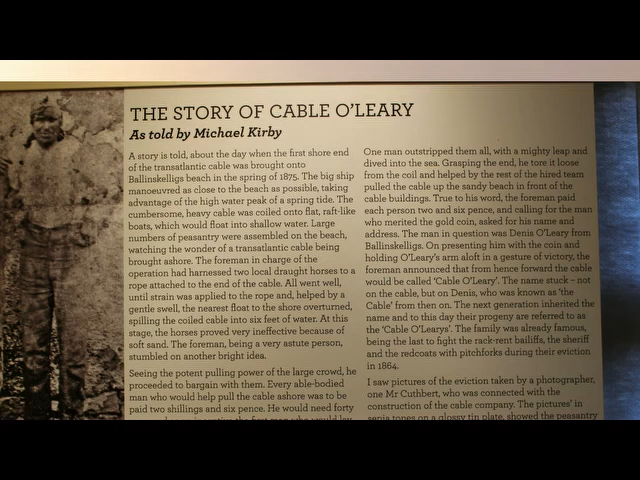 THE STORY OF CABLE O'LEARY
As told by Michael Kirby
A story is told, about the day when the first shore end
of the transatlantic cable was brought onto
Ballinskelligs beach in the spring of 1875. The big ship
manoeuvred as close to the beach as possible, taking
advantage of the high water peak of a spring tide. The
cumbersome, heavy cable was coiled onto flat, raft-like
boats, which would float into shallow water. Large
numbers of peasantry were assembled on the beach,
watching the wonder of a transatlantic cable being
brought ashore. The foreman in charge of the
operation had harnessed two local draught horses to a
rope attached to the end of the cable. All went well,
until strain was applied to the rope and, helped by a
gentle swell, the nearest float to the shore overturned,
spilling the coiled cable into six feet of water. At this
stage, the horses proved very ineffective because of
soft sand. The foreman, being a very astute person,
stumbled on another bright idea.
Seeing the potent pulling power of the large crowd, he
proceeded to bargain with them. Every able-bodied
man who would help pull the cable ashore was to be
paid two shillings and six pence. He would need forty
One man outstripped them all, with a mighty leap and
dived into the sea. Grasping the end, he tore it loose
from the coil and helped by the rest of the hired team
pulled the cable up the sandy beach in front of the
cable buildings. True to his word, the foreman paid
each person two and six pence, and calling for the man
who merited the gold coin, asked for his name and
address. The man in question was Denis O'Leary from
Ballinskelligs. On presenting him with the coin and
holding O'Leary's arm aloft in a gesture of victory, the
foreman announced that from hence forward the cable
would be called 'Cable O'Leary'. The name stuck – not
on the cable, but on Denis, who was known as 'the
Cable' from then on. The next generation inherited the
name and to this day their progeny are referred to as
the 'Cable O'Learys'. The family was already famous,
being the last to fight the rack-rent bailiffs, the sheriff
and the redcoats with pitchforks during their eviction
in 1864.
I saw pictures of the eviction taken by a photographer,
one Mr Cuthbert, who was connected with the
construction of the cable company. The pictures' in
sepia tones on a glossy tin plate, showed the peasantry